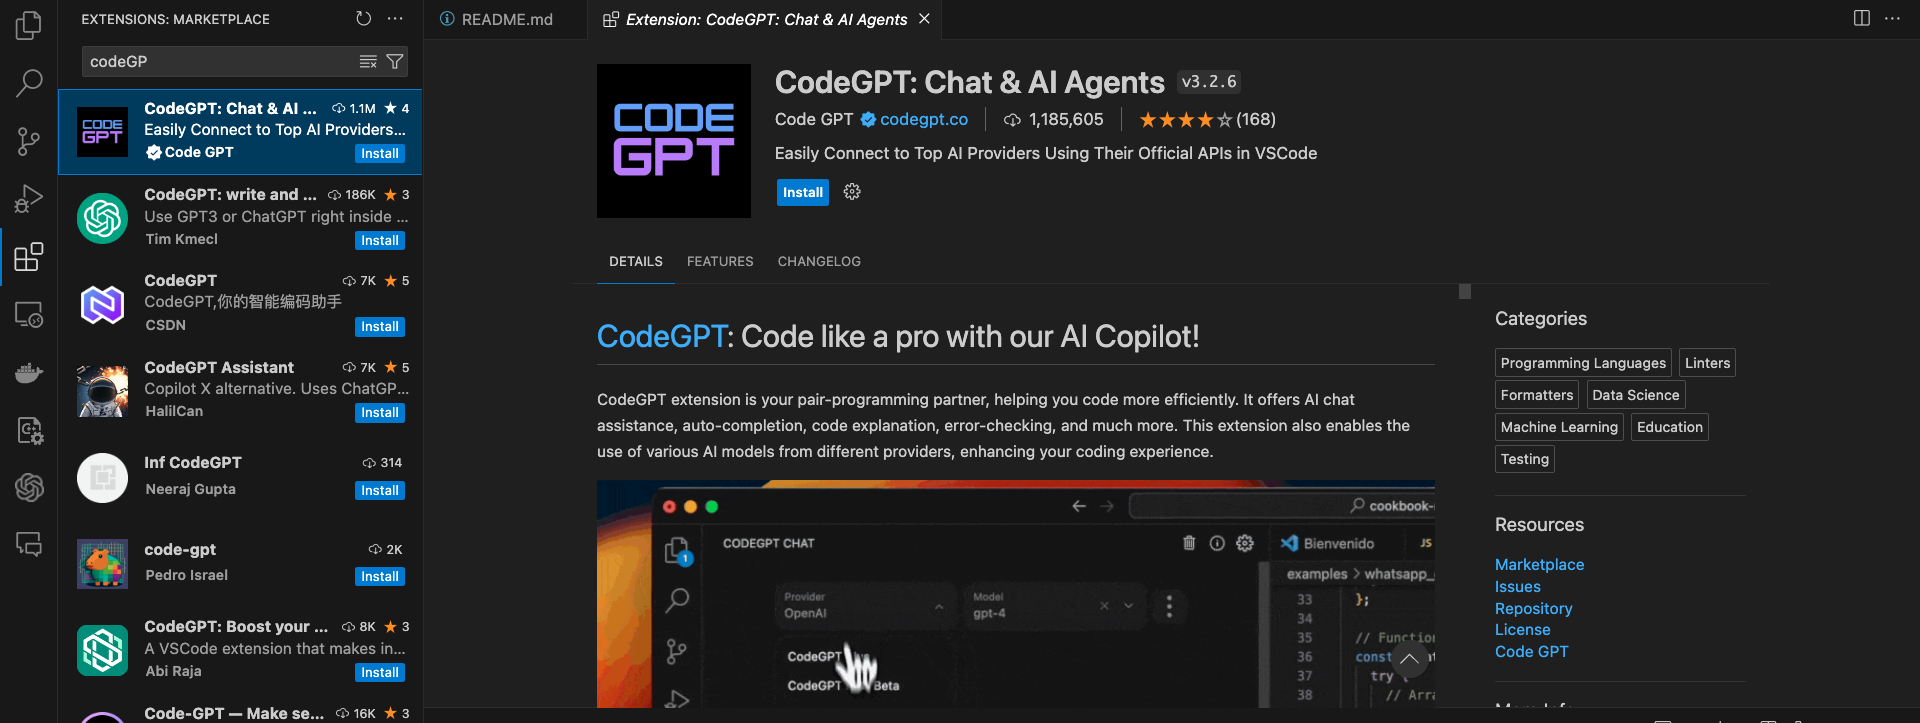 EXTENSIONS: MARKETPLACE
codeGP
CODE
GPT
CodeGPT: Chat & AI ... 1.1M ★ 4
Easily Connect to Top AI Providers...
Code GPT Install
CodeGPT: write and ... 186K ★ 3
Use GPT3 or ChatGPT right inside ...
Tim Kmecl Install
CodeGPT 7K ★ 5
CodeGPT,你的智能编码助手
CSDN Install
CodeGPT Assistant 7K ★ 5
Copilot X alternative. Uses ChatGP...
HalilCan Install
Inf CodeGPT 314
Neeraj Gupta Install
code-gpt 2K
Pedro Israel Install
CodeGPT: Boost your ... 8K ★ 3
A VSCode extension that makes in...
Abi Raja Install
Code-GPT — Make se... 16K ★ 3
README.md
Extension: CodeGPT: Chat & AI Agents
CODE
GPT
CodeGPT: Chat & AI Agents v3.2.6
Code GPT codegpt.co 1,185,605 ★★★★☆(168)
Easily Connect to Top AI Providers Using Their Official APIs in VSCode
Install
DETAILS FEATURES CHANGELOG
CodeGPT: Code like a pro with our AI Copilot!
CodeGPT extension is your pair-programming partner, helping you code more efficiently. It offers AI chat
assistance, auto-completion, code explanation, error-checking, and much more. This extension also enables the
use of various AI models from different providers, enhancing your coding experience.
cookbook-
1
CODEGPT CHAT
Provider
OpenAI
Model
gpt-4
CodeGPT
CodeGPT Beta
Bienvenido JS
examples > whatsapp_
33 };
34
35 // Function
36 const
37 try {
38 // Arra
Categories
Programming Languages Linters
Formatters Data Science
Machine Learning Education
Testing
Resources
Marketplace
Issues
Repository
License
Code GPT